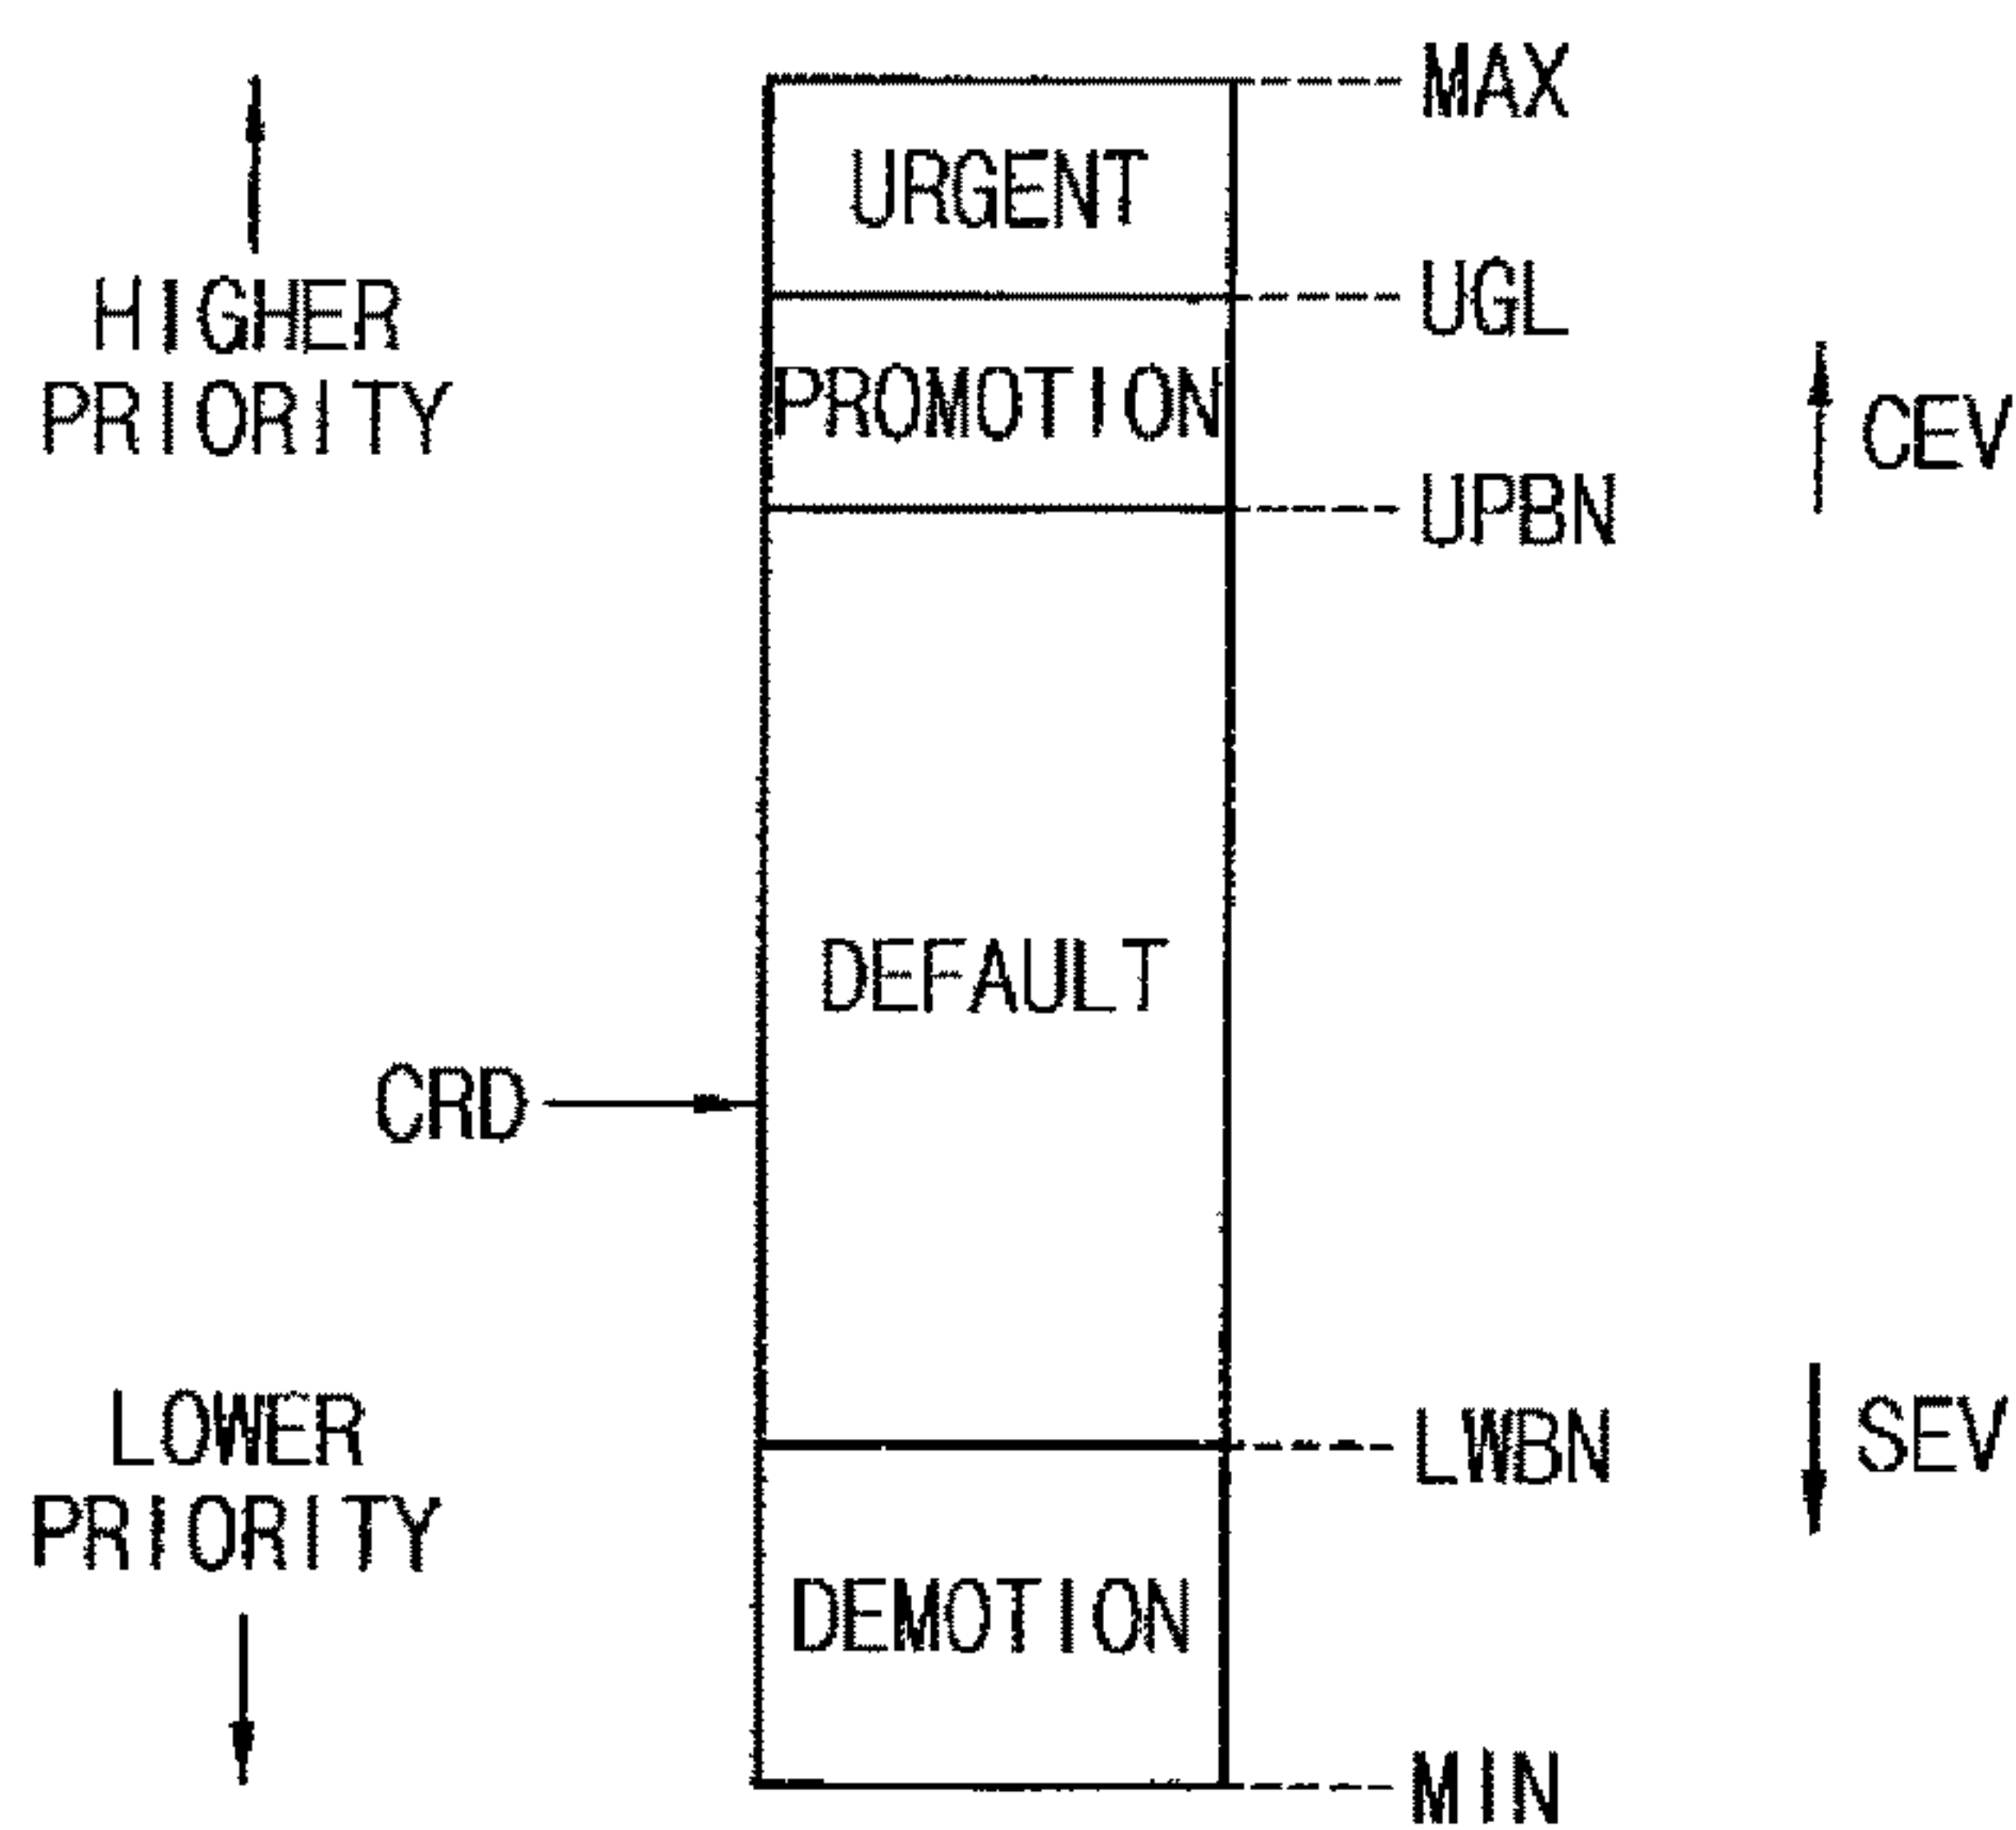 MAX
URGENT
UGL
HIGHER
PRIORITY
PROMOTION
CEV
UPBN
DEFAULT
CRD
LOWER
PRIORITY
LWBN
SEV
DEMOTION
MIN